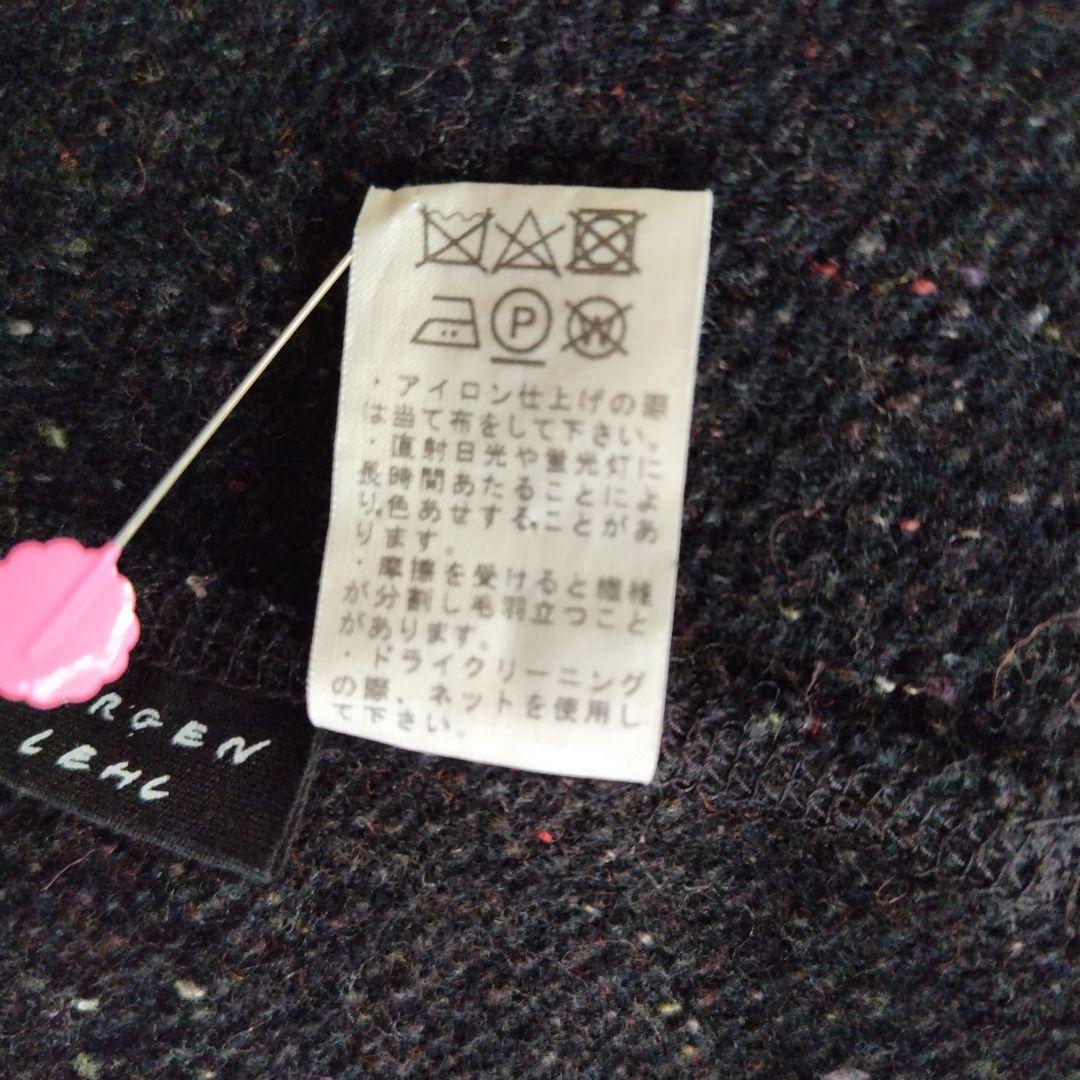 P
W
・アイロン仕上げの際
は当て布をして下さい。
・直射日光や蛍光灯に
長時間あたることによ
り色あせすることがあ
ります。
・摩擦を受けると繊維
が分割し毛羽立つこと
があります。
・ドライクリーニング
の際、ネットを使用し
て下さい。
RGEN
LEHL